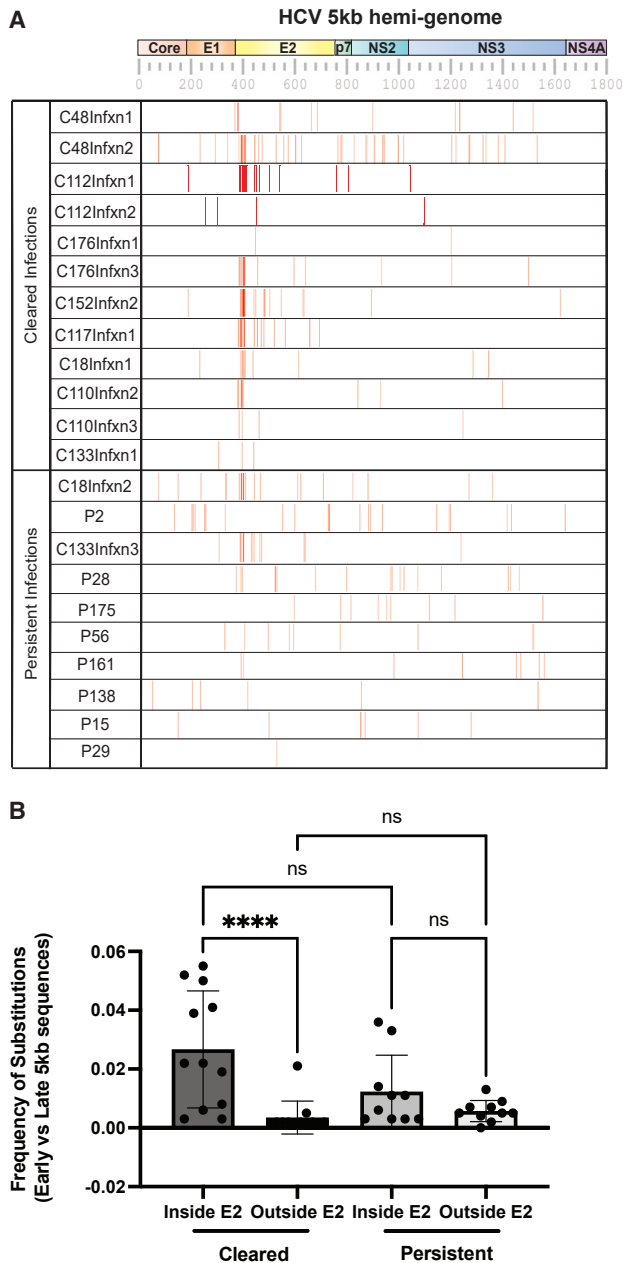 A
HCV 5kb hemi-genome
Core E1 E2 p7 NS2 NS3 NS4A
0 200 400 600 800 1000 1200 1400 1600 1800
Cleared Infections
C48Infxn1
C48Infxn2
C112Infxn1
C112Infxn2
C176Infxn1
C176Infxn3
C152Infxn2
C117Infxn1
C18Infxn1
C110Infxn2
C110Infxn3
C133Infxn1
Persistent Infections
C18Infxn2
P2
C133Infxn3
P28
P175
P56
P161
P138
P15
P29
B
ns
ns
**** ns
Frequency of Substitutions
(Early vs Late 5kb sequences)
0.06
0.04
0.02
0.00
-0.02
Inside E2 Outside E2 Inside E2 Outside E2
Cleared Persistent